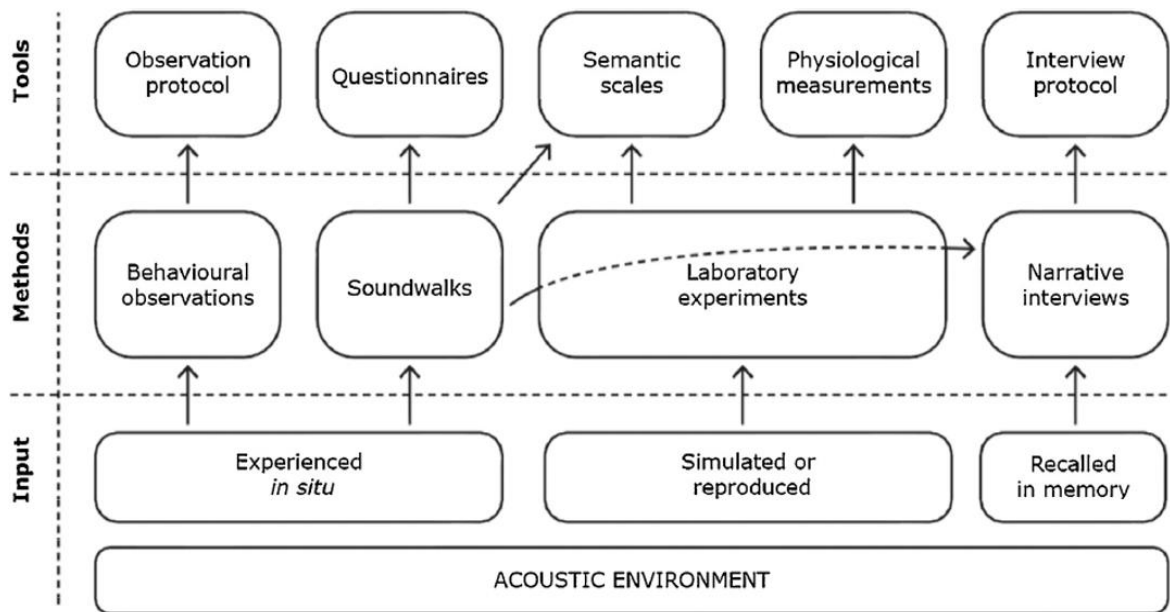 Tools
Observation
protocol
Questionnaires
Semantic
scales
Physiological
measurements
Interview
protocol
Methods
Behavioural
observations
Soundwalks
Laboratory
experiments
Narrative
interviews
Input
Experienced
in situ
Simulated or
reproduced
Recalled
in memory
ACOUSTIC ENVIRONMENT